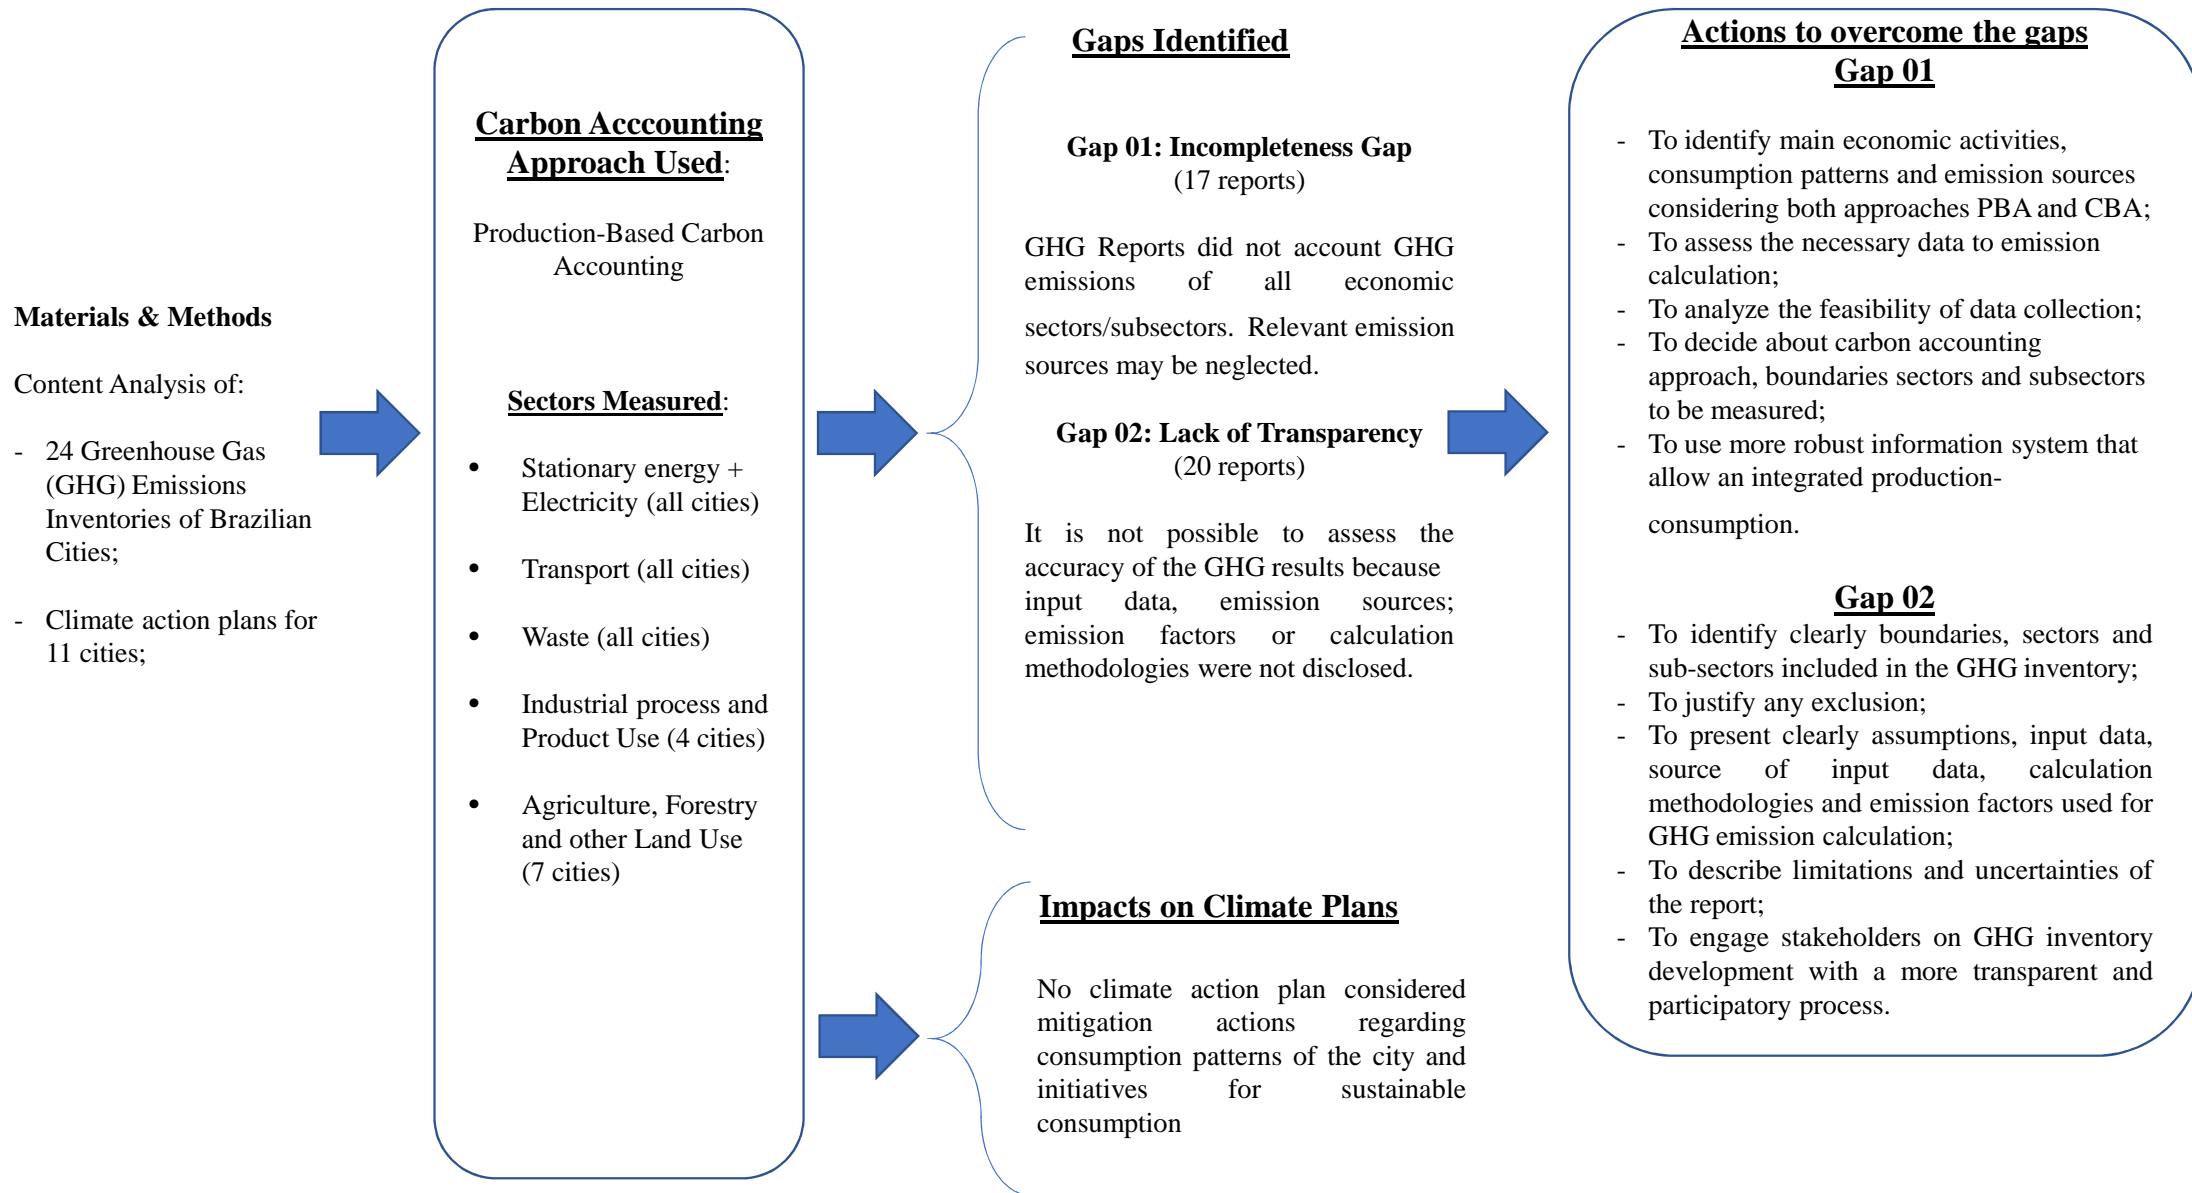 Materials & Methods
Content Analysis of:
- 24 Greenhouse Gas
(GHG) Emissions
Inventories of Brazilian
Cities;
- Climate action plans for
11 cities;
Carbon Acccounting
Approach Used:
Production-Based Carbon
Accounting
Sectors Measured:
• Stationary energy +
Electricity (all cities)
• Transport (all cities)
• Waste (all cities)
• Industrial process and
Product Use (4 cities)
• Agriculture, Forestry
and other Land Use
(7 cities)
Gaps Identified
Gap 01: Incompleteness Gap
(17 reports)
GHG Reports did not account GHG
emissions of all economic
sectors/subsectors. Relevant emission
sources may be neglected.
Gap 02: Lack of Transparency
(20 reports)
It is not possible to assess the
accuracy of the GHG results because
input data, emission sources;
emission factors or calculation
methodologies were not disclosed.
Impacts on Climate Plans
No climate action plan considered
mitigation actions regarding
consumption patterns of the city and
initiatives for sustainable
consumption
Actions to overcome the gaps
Gap 01
- To identify main economic activities,
consumption patterns and emission sources
considering both approaches PBA and CBA;
- To assess the necessary data to emission
calculation;
- To analyze the feasibility of data collection;
- To decide about carbon accounting
approach, boundaries sectors and subsectors
to be measured;
- To use more robust information system that
allow an integrated production-
consumption.
Gap 02
- To identify clearly boundaries, sectors and
sub-sectors included in the GHG inventory;
- To justify any exclusion;
- To present clearly assumptions, input data,
source of input data, calculation
methodologies and emission factors used for
GHG emission calculation;
- To describe limitations and uncertainties of
the report;
- To engage stakeholders on GHG inventory
development with a more transparent and
participatory process.